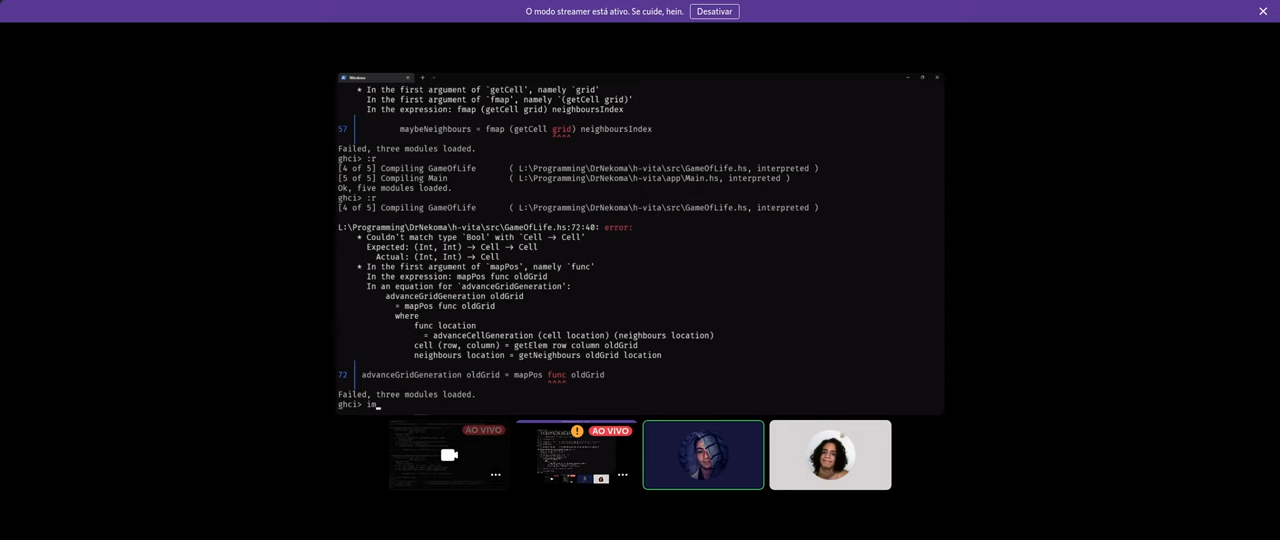 O modo streamer está ativo. Se cuide, hein. Desativar
Windows
* In the first argument of `getCell', namely `grid'
In the first argument of `fmap', namely `(getCell grid)'
In the expression: fmap (getCell grid) neighboursIndex
57 maybeNeighbours = fmap (getCell grid) neighboursIndex
^^^^
Failed, three modules loaded.
ghci> :r
[4 of 5] Compiling GameOfLife ( L:\Programming\DrNekoma\h-vita\src\GameOfLife.hs, interpreted )
[5 of 5] Compiling Main ( L:\Programming\DrNekoma\h-vita\app\Main.hs, interpreted )
Ok, five modules loaded.
ghci> :r
[4 of 5] Compiling GameOfLife ( L:\Programming\DrNekoma\h-vita\src\GameOfLife.hs, interpreted )
L:\Programming\DrNekoma\h-vita\src\GameOfLife.hs:72:40: error:
* Couldn't match type `Bool' with `Cell → Cell'
Expected: (Int, Int) → Cell → Cell
Actual: (Int, Int) → Cell
* In the first argument of `mapPos', namely `func'
In the expression: mapPos func oldGrid
In an equation for `advanceGridGeneration':
advanceGridGeneration oldGrid
= mapPos func oldGrid
where
func location
= advanceCellGeneration (cell location) (neighbours location)
cell (row, column) = getElem row column oldGrid
neighbours location = getNeighbours oldGrid location
72 advanceGridGeneration oldGrid = mapPos func oldGrid
^^^^
Failed, three modules loaded.
ghci> im
AO VIVO
AO VIVO